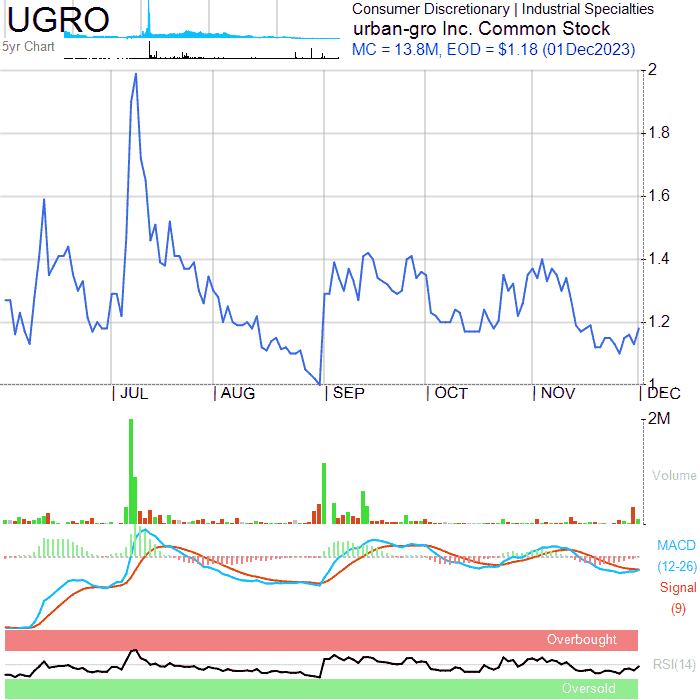 UGRO
5yr Chart
Consumer Discretionary | Industrial Specialties
urban-gro Inc. Common Stock
MC = 13.8M, EOD = $1.18 (01Dec2023)
2
1.8
1.6
1.4
1.2
1
JUL AUG SEP OCT NOV DEC
2M
Volume
MACD
(12-26)
Signal
(9)
Overbought
RSI(14)
Oversold